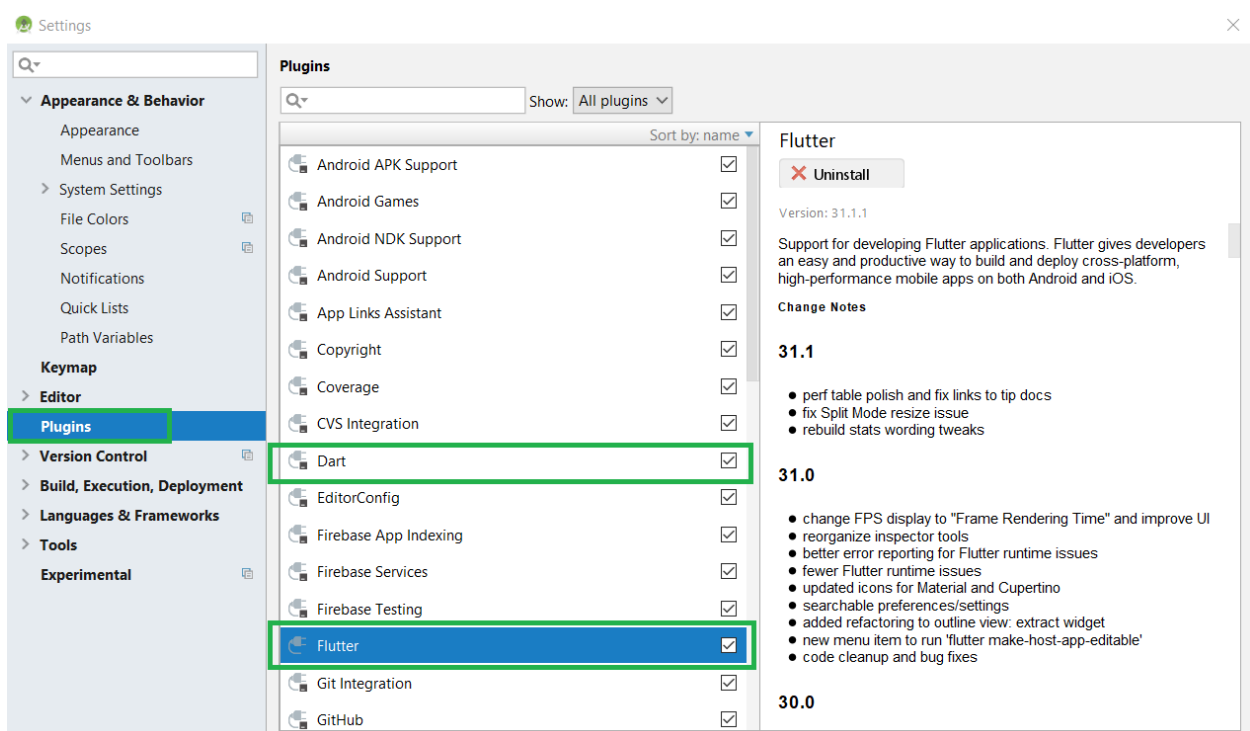 Settings
Appearance & Behavior
Appearance
Menus and Toolbars
System Settings
File Colors
Scopes
Notifications
Quick Lists
Path Variables
Keymap
Editor
Plugins
Version Control
Build, Execution, Deployment
Languages & Frameworks
Tools
Experimental
Plugins
Show: All plugins
Sort by: name
Android APK Support
Android Games
Android NDK Support
Android Support
App Links Assistant
Copyright
Coverage
CVS Integration
Dart
EditorConfig
Firebase App Indexing
Firebase Services
Firebase Testing
Flutter
Git Integration
GitHub
Flutter
Uninstall
Version: 31.1.1
Support for developing Flutter applications. Flutter gives developers
an easy and productive way to build and deploy cross-platform,
high-performance mobile apps on both Android and iOS.
Change Notes
31.1
• perf table polish and fix links to tip docs
• fix Split Mode resize issue
• rebuild stats wording tweaks
31.0
• change FPS display to "Frame Rendering Time" and improve UI
• reorganize inspector tools
• better error reporting for Flutter runtime issues
• fewer Flutter runtime issues
• updated icons for Material and Cupertino
• searchable preferences/settings
• added refactoring to outline view: extract widget
• new menu item to run 'flutter make-host-app-editable'
• code cleanup and bug fixes
30.0